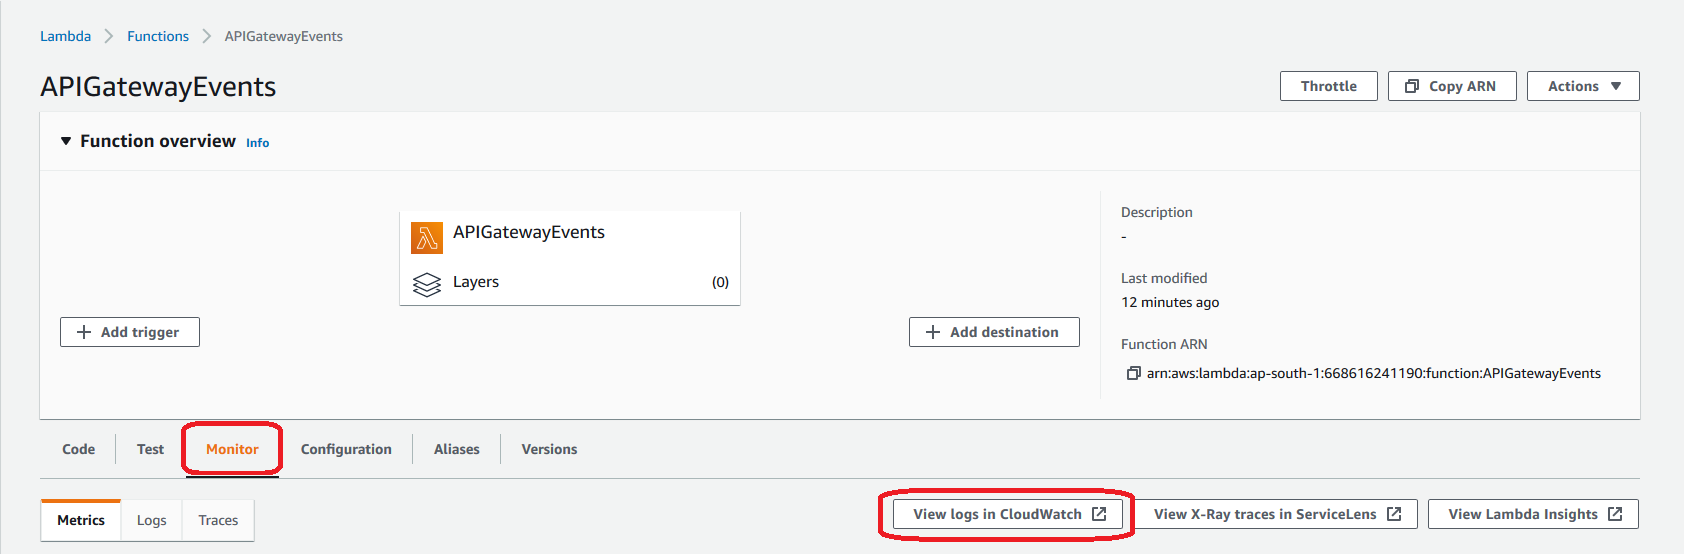 Lambda > Functions > APIGatewayEvents
APIGatewayEvents
Throttle
Copy ARN
Actions
Function overview Info
APIGatewayEvents
Layers (0)
Add trigger
Add destination
Description
-
Last modified
12 minutes ago
Function ARN
arn:aws:lambda:ap-south-1:668616241190:function:APIGatewayEvents
Code
Test
Monitor
Configuration
Aliases
Versions
Metrics
Logs
Traces
View logs in CloudWatch
View X-Ray traces in ServiceLens
View Lambda Insights